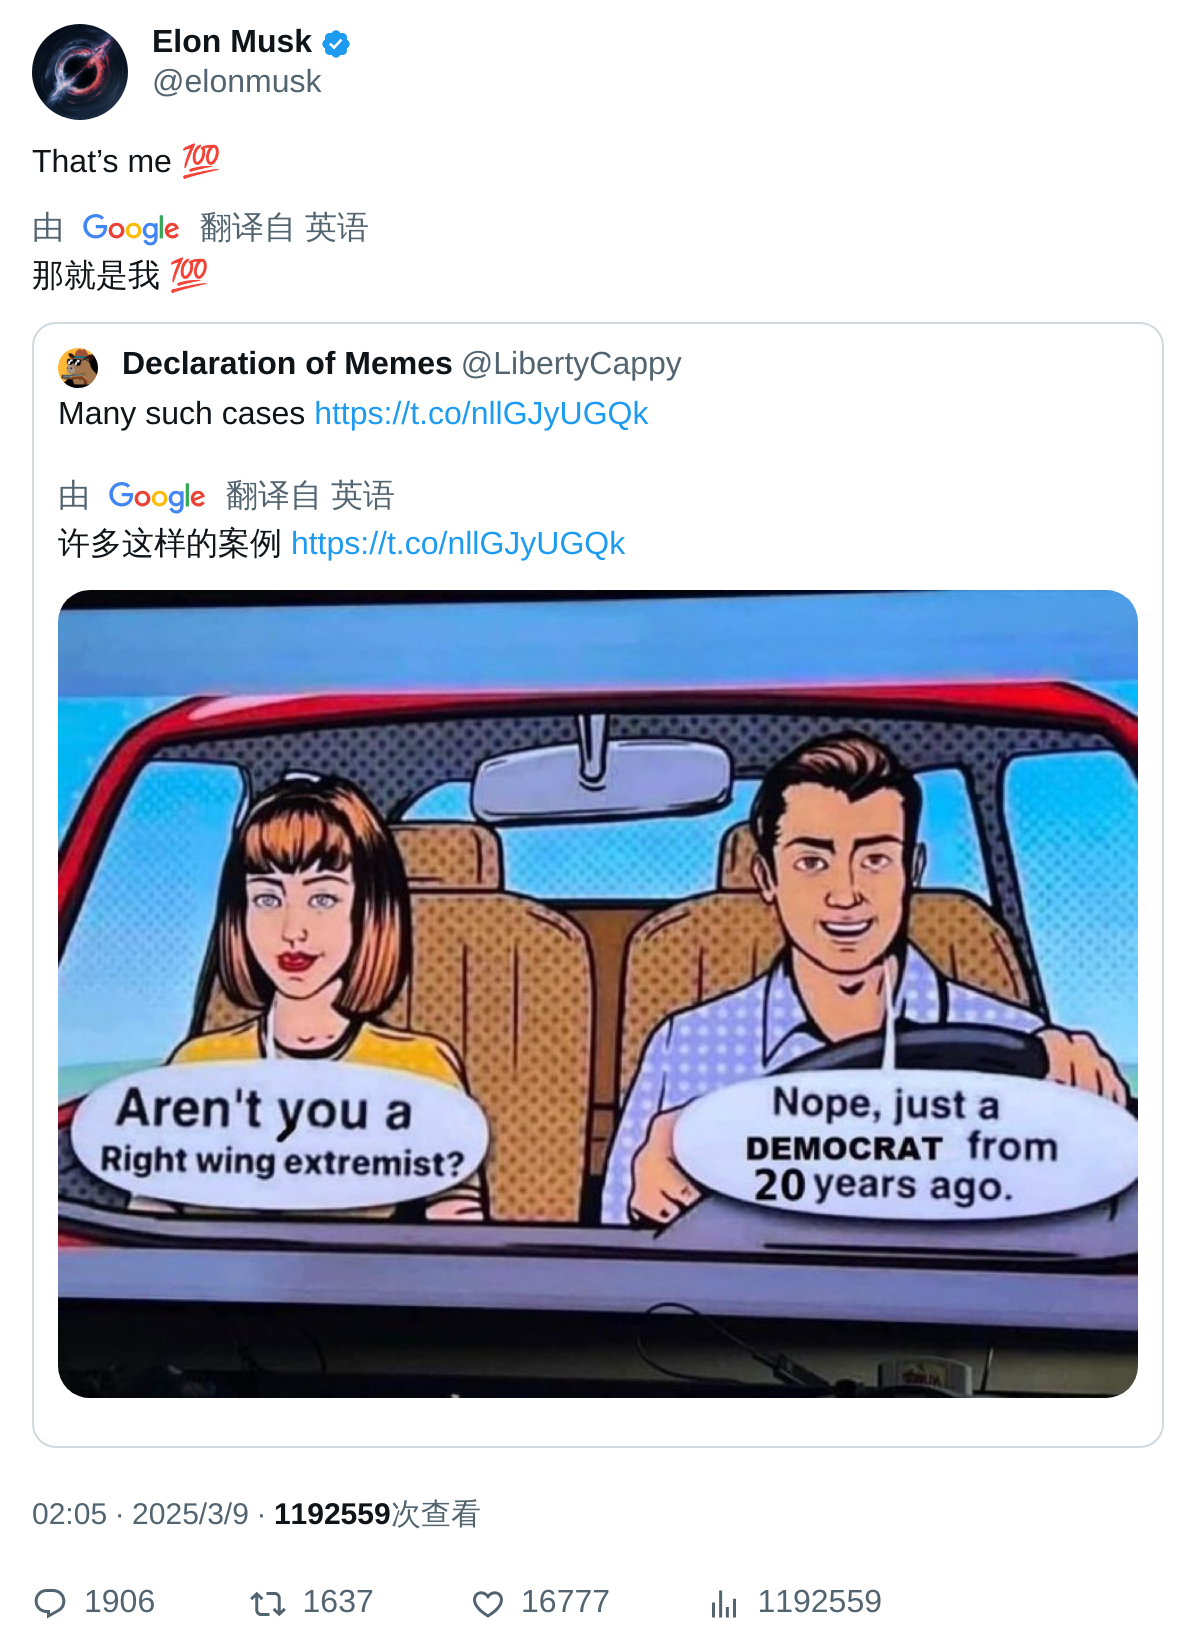 Elon Musk
@elonmusk
That’s me 💯
由 Google 翻译自 英语
那就是我 💯
Declaration of Memes @LibertyCappy
Many such cases https://t.co/nllGJyUGQk
由 Google 翻译自 英语
许多这样的案例 https://t.co/nllGJyUGQk
Aren't you a
Right wing extremist?
Nope, just a
DEMOCRAT from
20 years ago.
02:05 · 2025/3/9 · 1192559次查看
1906 1637 16777 1192559